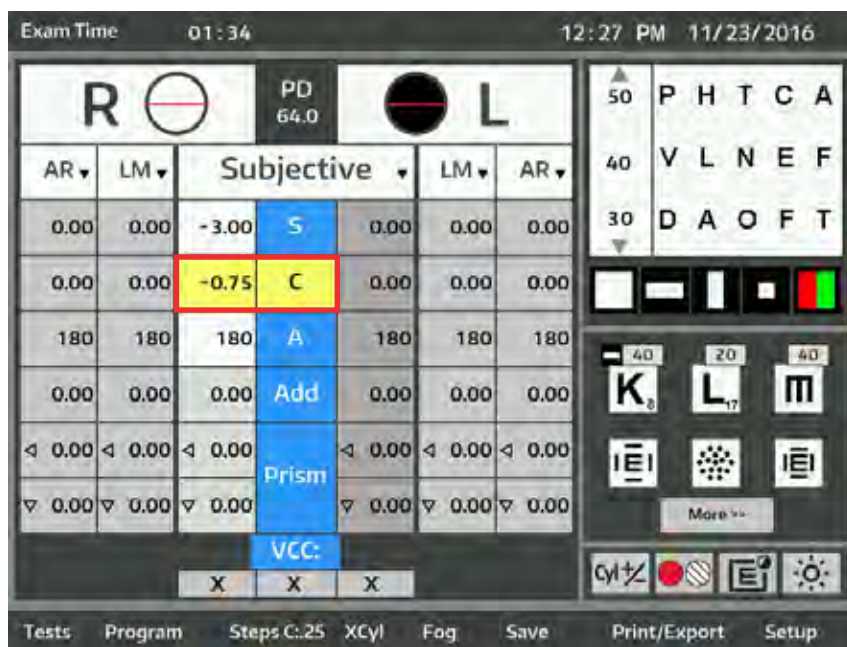 Exam Time 01:34 12:27 PM 11/23/2016
R PD 64.0 L
AR LM Subjective LM AR
0.00 0.00 -3.00 S 0.00 0.00 0.00
0.00 0.00 -0.75 C 0.00 0.00 0.00
180 180 180 A 180 180 180
0.00 0.00 0.00 Add 0.00 0.00 0.00
0.00 0.00 0.00 Prism 0.00 0.00 0.00
0.00 0.00 0.00 0.00 0.00 0.00
VCC:
X X X
50 P H T C A
40 V L N E F
30 D A O F T
40 20 40
K 8 L 17 m
E E
More >>
Cyl +/- E
Tests Program Steps C:.25 XCyl Fog Save Print/Export Setup